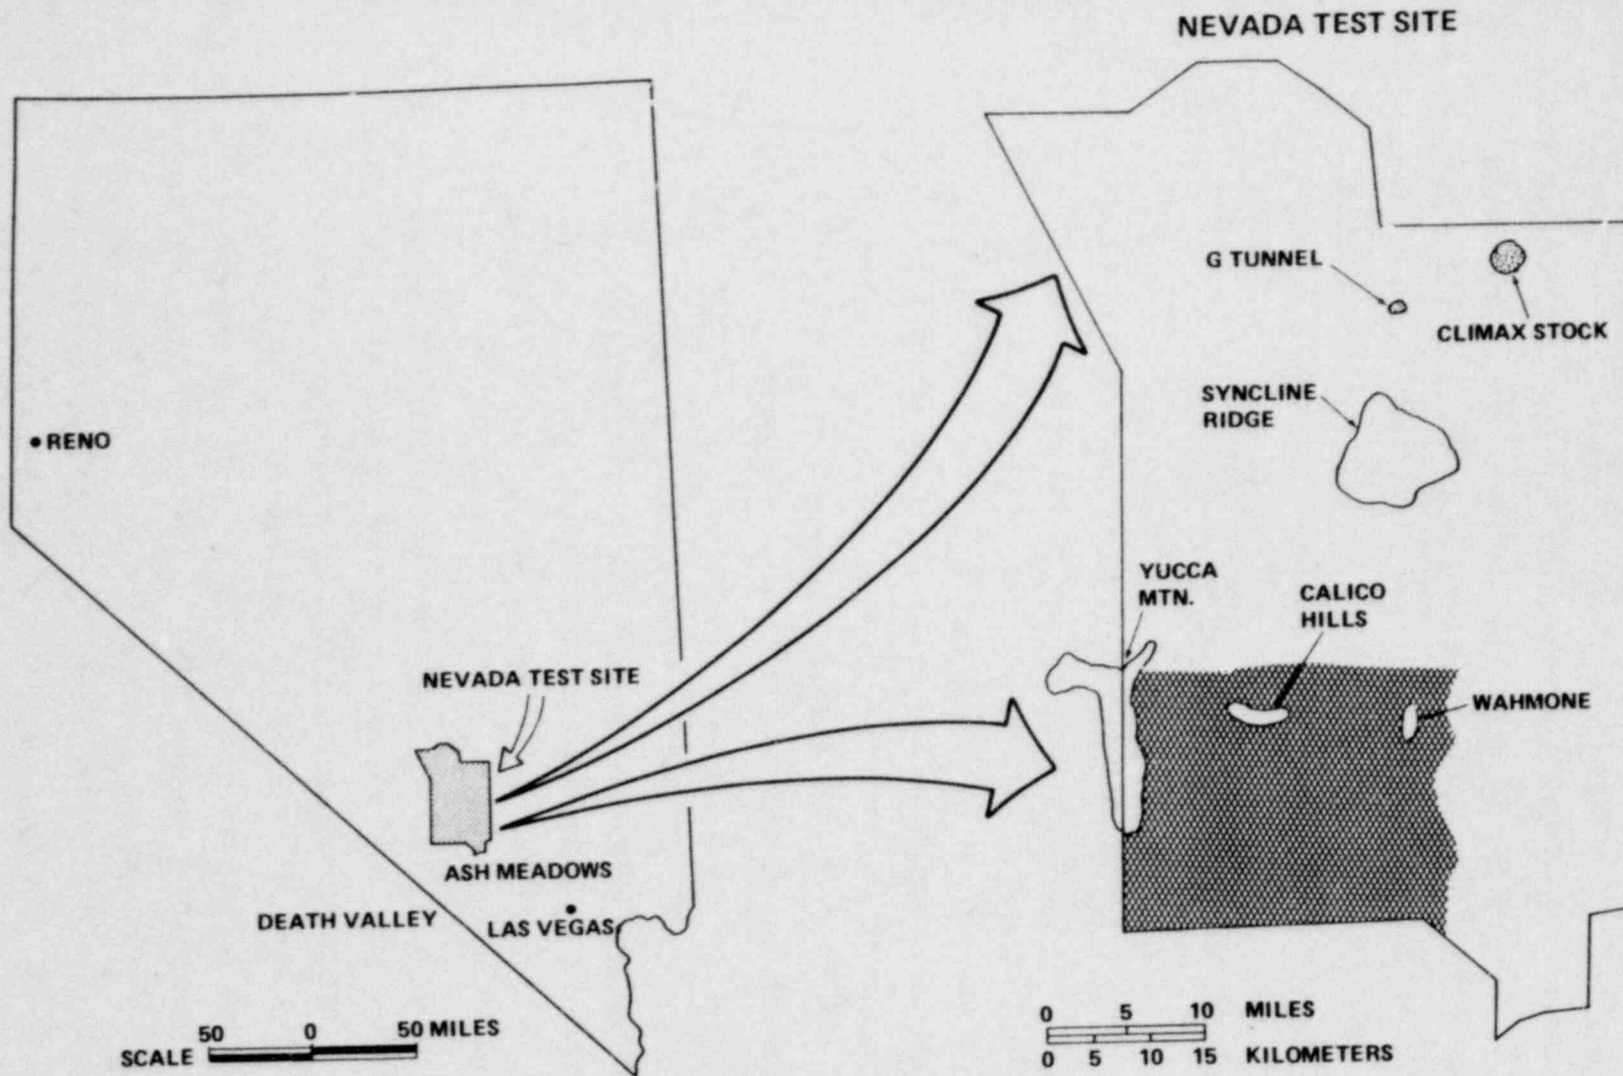 NEVADA TEST SITE
G TUNNEL
CLIMAX STOCK
SYNCLINE
RIDGE
RENO
YUCCA
MTN.
CALICO
HILLS
NEVADA TEST SITE
WAHMONE
ASH MEADOWS
DEATH VALLEY
LAS VEGAS
50 0 50 MILES
SCALE
0 5 10 MILES
0 5 10 15 KILOMETERS